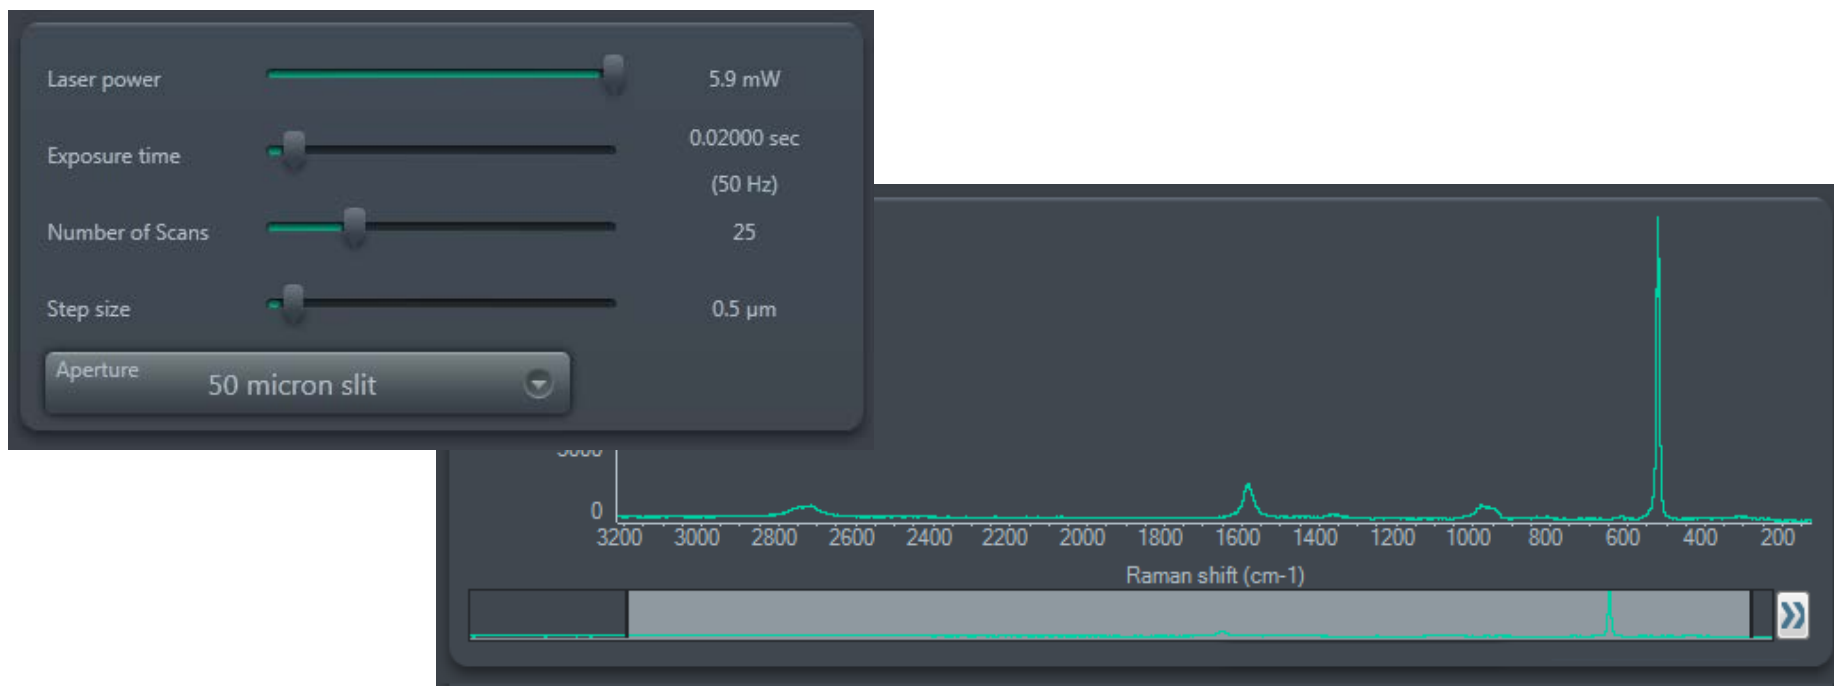 Laser power 5.9 mW
Exposure time 0.02000 sec
(50 Hz)
Number of Scans 25
Step size 0.5 µm
Aperture
50 micron slit
0
3200 3000 2800 2600 2400 2200 2000 1800 1600 1400 1200 1000 800 600 400 200
Raman shift (cm-1)